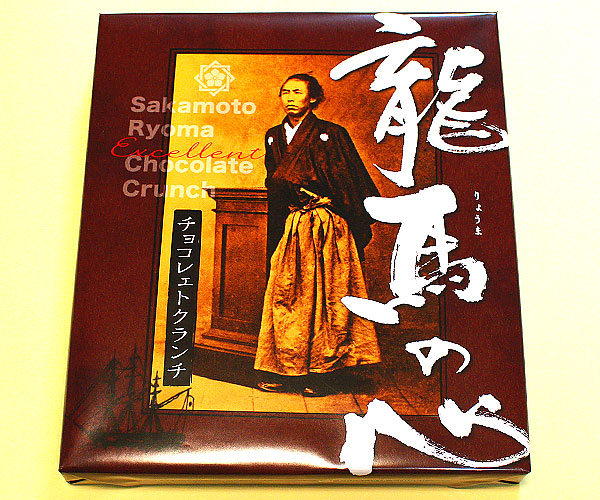 龍馬の心
りょうま
Sakamoto
Ryoma
Excellent
Chocolate
Crunch
チョコレェトクランチ